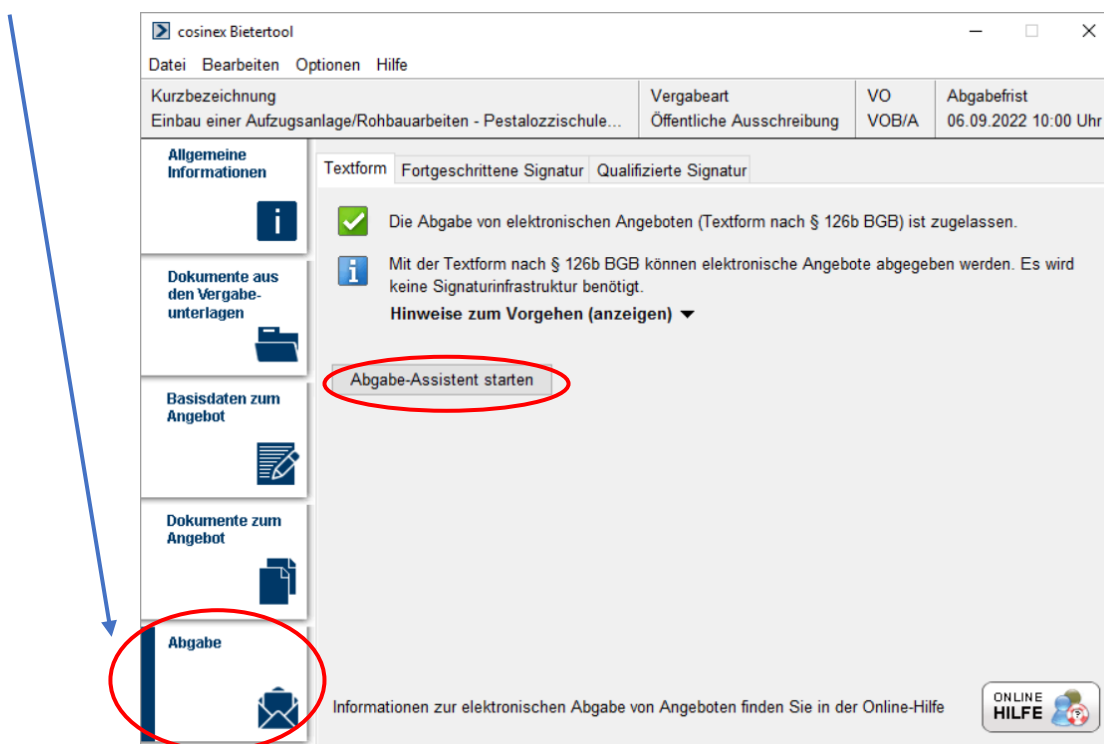 cosinex Bietertool
Datei Bearbeiten Optionen Hilfe
Kurzbezeichnung
Einbau einer Aufzugsanlage/Rohbauarbeiten - Pestalozzischule...
Vergabeart
Öffentliche Ausschreibung
VO
VOB/A
Abgabefrist
06.09.2022 10:00 Uhr
Allgemeine
Informationen
Dokumente aus
den Vergabe-
unterlagen
Basisdaten zum
Angebot
Dokumente zum
Angebot
Abgabe
Textform Fortgeschrittene Signatur Qualifizierte Signatur
Die Abgabe von elektronischen Angeboten (Textform nach § 126b BGB) ist zugelassen.
Mit der Textform nach § 126b BGB können elektronische Angebote abgegeben werden. Es wird
keine Signaturinfrastruktur benötigt.
Hinweise zum Vorgehen (anzeigen)
Abgabe-Assistent starten
Informationen zur elektronischen Abgabe von Angeboten finden Sie in der Online-Hilfe
ONLINE
HILFE